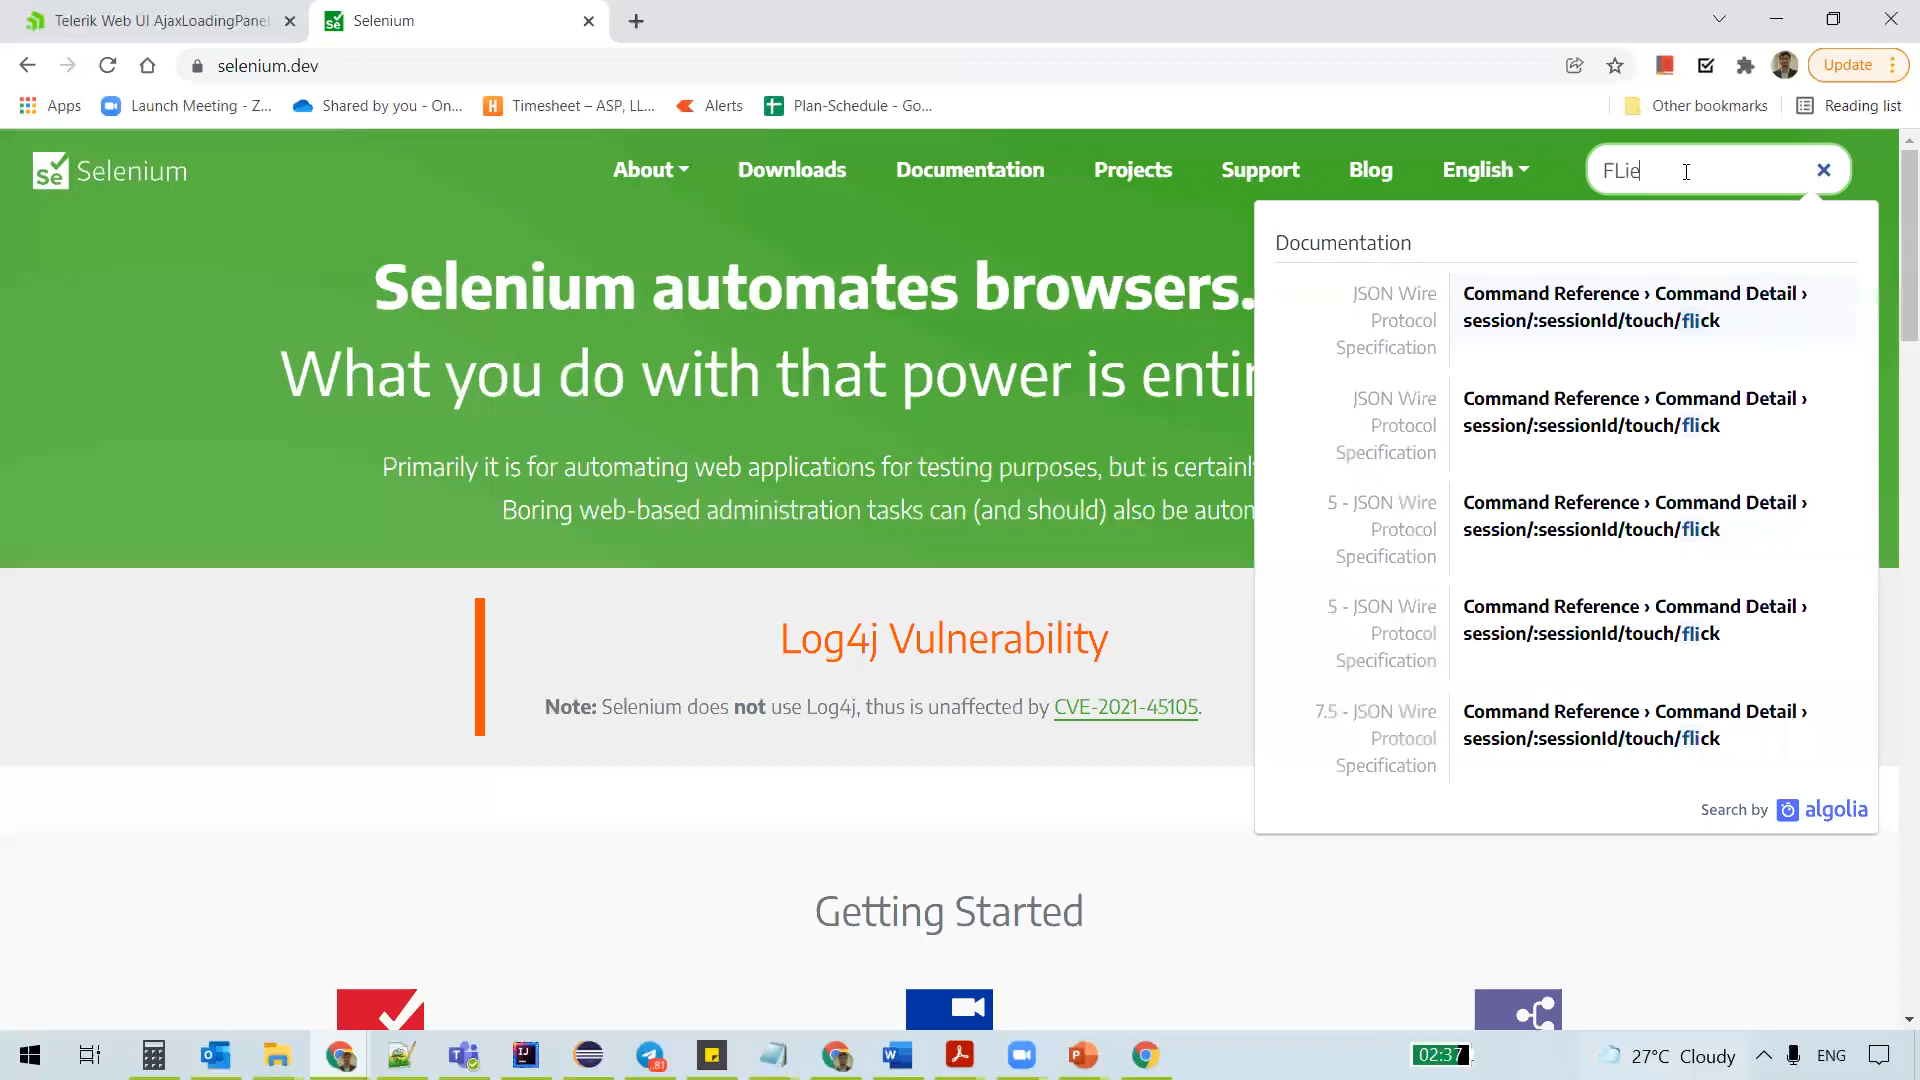 Telerik Web UI AjaxLoadingPanel
Selenium
selenium.dev
Update
Apps
Launch Meeting - Z...
Shared by you - On...
Timesheet – ASP, LL...
Alerts
Plan-Schedule - Go...
Other bookmarks
Reading list
Se Selenium
About
Downloads
Documentation
Projects
Support
Blog
English
FLie
Selenium automates browsers.
What you do with that power is entir
Primarily it is for automating web applications for testing purposes, but is certainl
Boring web-based administration tasks can (and should) also be autom
Documentation
JSON Wire
Protocol
Specification
Command Reference › Command Detail ›
session/:sessionId/touch/flick
JSON Wire
Protocol
Specification
Command Reference › Command Detail ›
session/:sessionId/touch/flick
5 - JSON Wire
Protocol
Specification
Command Reference › Command Detail ›
session/:sessionId/touch/flick
5 - JSON Wire
Protocol
Specification
Command Reference › Command Detail ›
session/:sessionId/touch/flick
7.5 - JSON Wire
Protocol
Specification
Command Reference › Command Detail ›
session/:sessionId/touch/flick
Search by algolia
Log4j Vulnerability
Note: Selenium does not use Log4j, thus is unaffected by CVE-2021-45105.
Getting Started
02:37
27°C Cloudy
ENG